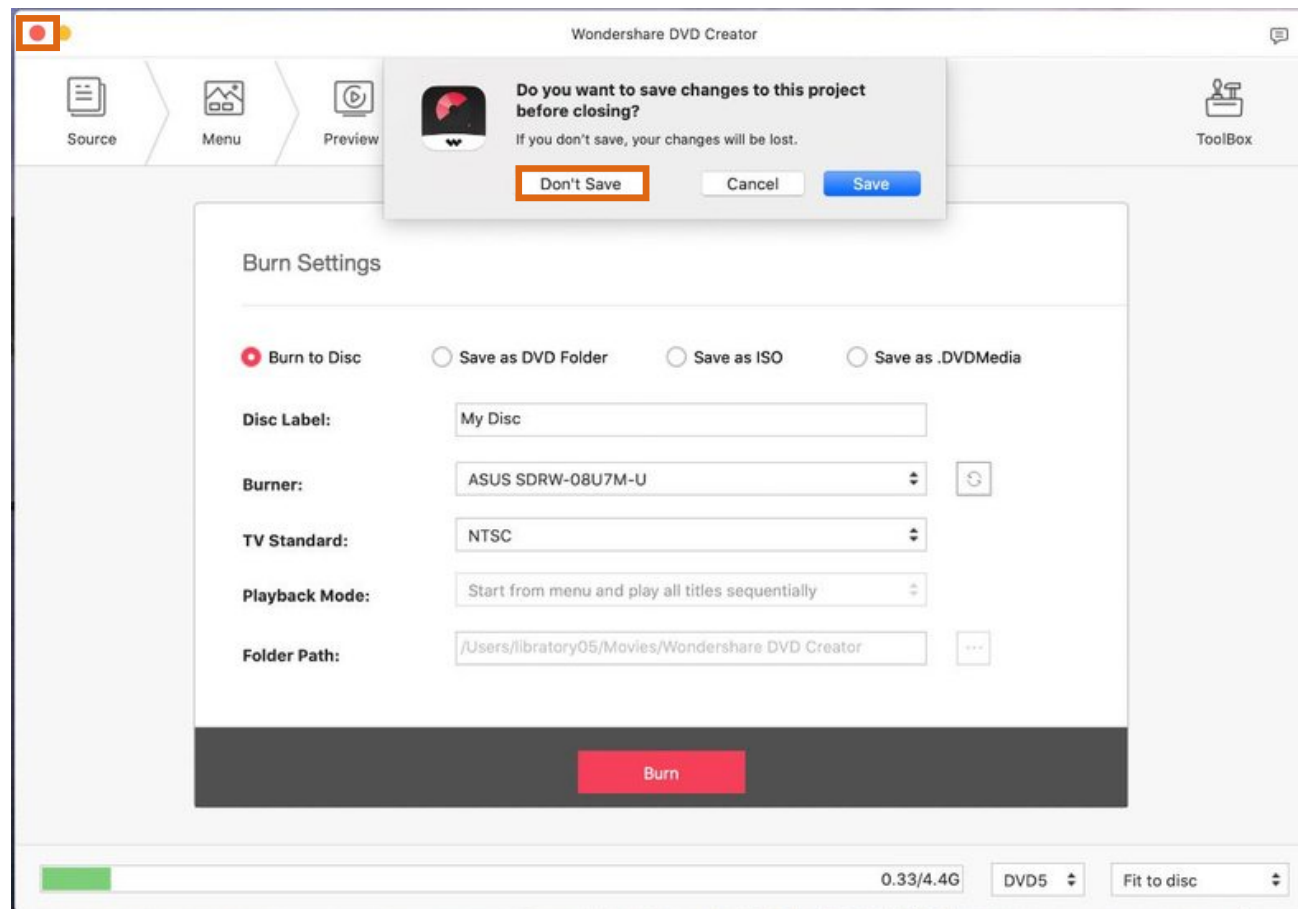 Wondershare DVD Creator
Source
Menu
Preview
ToolBox
Do you want to save changes to this project
before closing?
If you don't save, your changes will be lost.
Don't Save
Cancel
Save
Burn Settings
Burn to Disc
Save as DVD Folder
Save as ISO
Save as .DVDMedia
Disc Label:
My Disc
Burner:
ASUS SDRW-08U7M-U
TV Standard:
NTSC
Playback Mode:
Start from menu and play all titles sequentially
Folder Path:
/Users/libratory05/Movies/Wondershare DVD Creator
Burn
0.33/4.4G
DVD5
Fit to disc